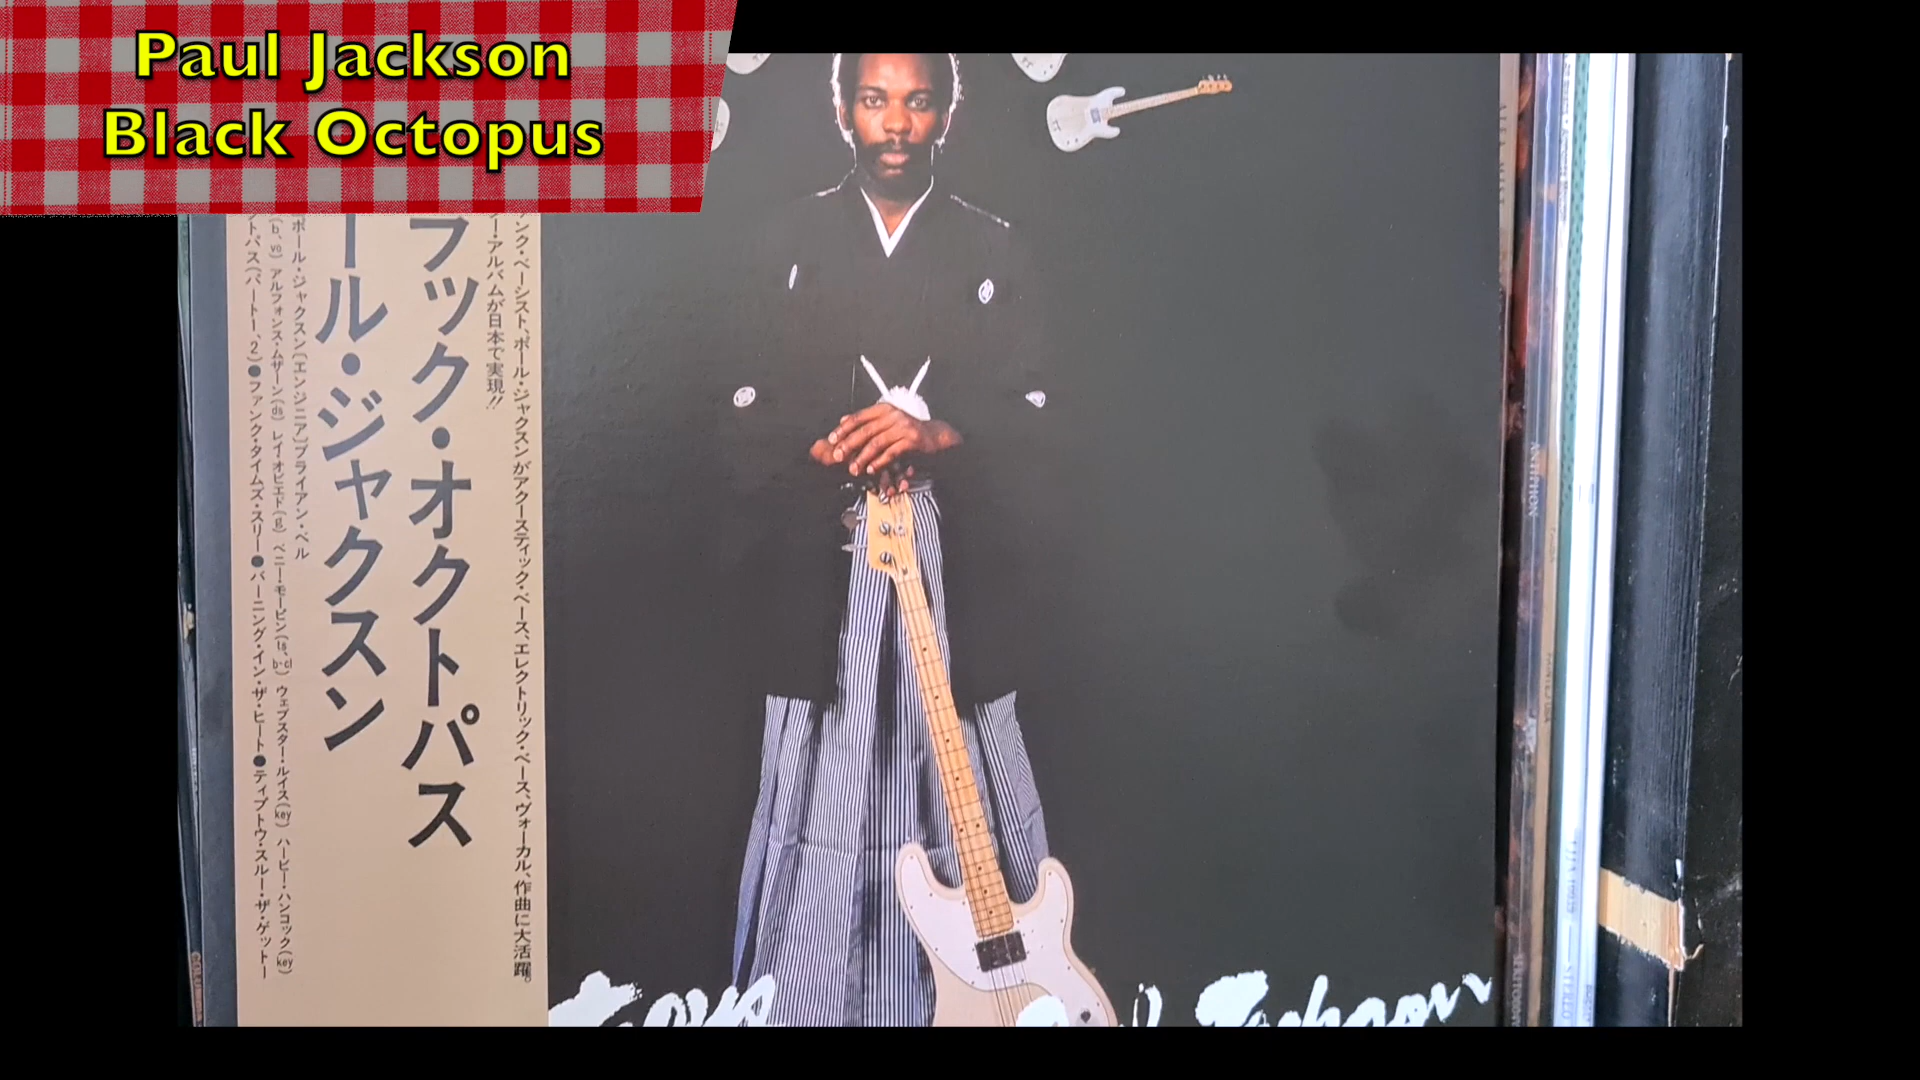 Paul Jackson
Black Octopus
ンク・ベーシスト、ポール・ジャクスンがアクースティック・ベース、エレクトリック・ベース、ヴォーカル、作曲に大活躍。
ー・アルバムが日本で実現!!
ラック・オクトパス
ール・ジャクスン
ポール・ジャクスン〔エンジニア〕ブライアン・ベル
(b、vo) アルフォンス・ムザーン(ds) レイ・オビエド(g) ベニー・モーピン(ts、b-cl) ウェブスター・ルイス(key) ハービー・ハンコック(key)
トパス(パート1、2)●ファンク・タイムズ・スリー●バーニング・イン・ザ・ヒート●ティプトウ・スルー・ザ・ゲットー
Jackson
ANTIPHON
COLUMBIA
STEREO